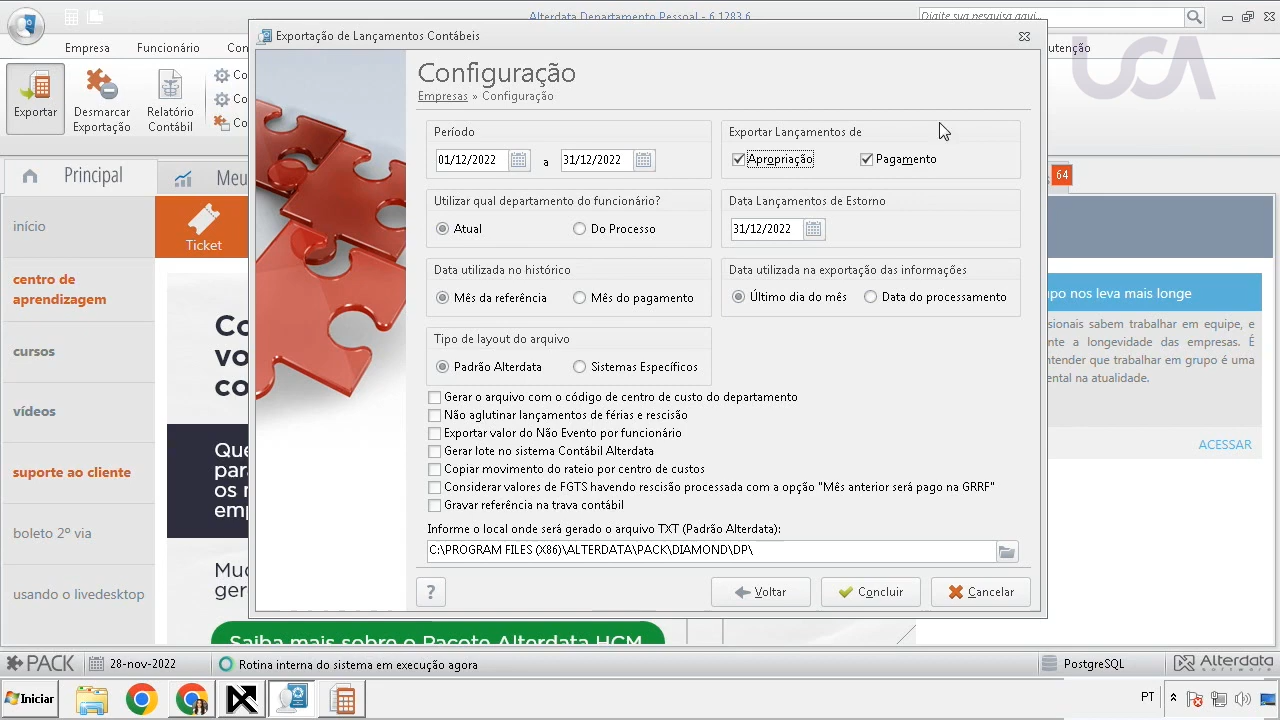 Alterdata Departamento Pessoal - 6.1283.6
Digite sua pesquisa aqui...
Exportação de Lançamentos Contábeis
Empresa
Funcionário
UCA
Exportar
Desmarcar
Exportação
Relatório
Contábil
Configuração
Empresas » Configuração
Período
01/12/2022 a 31/12/2022
Exportar Lançamentos de
Apropriação
Pagamento
Utilizar qual departamento do funcionário?
Atual
Do Processo
Data Lançamentos de Estorno
31/12/2022
Data utilizada no histórico
Mês da referência
Mês do pagamento
Data utilizada na exportação das informações
Último dia do mês
Data do processamento
Tipo de layout do arquivo
Padrão Alterdata
Sistemas Específicos
Gerar o arquivo com o código de centro de custo do departamento
Não aglutinar lançamentos de férias e rescisão
Exportar valor do Não Evento por funcionário
Gerar lote no sistema Contábil Alterdata
Copiar movimento do rateio por centro de custos
Considerar valores de FGTS havendo rescisão processada com a opção "Mês anterior será pago na GRRF"
Gravar referência na trava contábil
Informe o local onde será gerado o arquivo TXT (Padrão Alterdata):
C:\PROGRAM FILES (X86)\ALTERDATA\PACK\DIAMOND\DP\
?
Voltar
Concluir
Cancelar
Principal
Meu
64
início
Ticket
centro de
aprendizagem
cursos
vídeos
suporte ao cliente
boleto 2º via
usando o livedesktop
po nos leva mais longe
sionais sabem trabalhar em equipe, e
nte a longevidade das empresas. É
ntender que trabalhar em grupo é uma
ental na atualidade.
ACESSAR
Saiba mais sobre o Pacote Alterdata HCM
PACK
28-nov-2022
Rotina interna do sistema em execução agora
PostgreSQL
Alterdata
software
Iniciar
PT